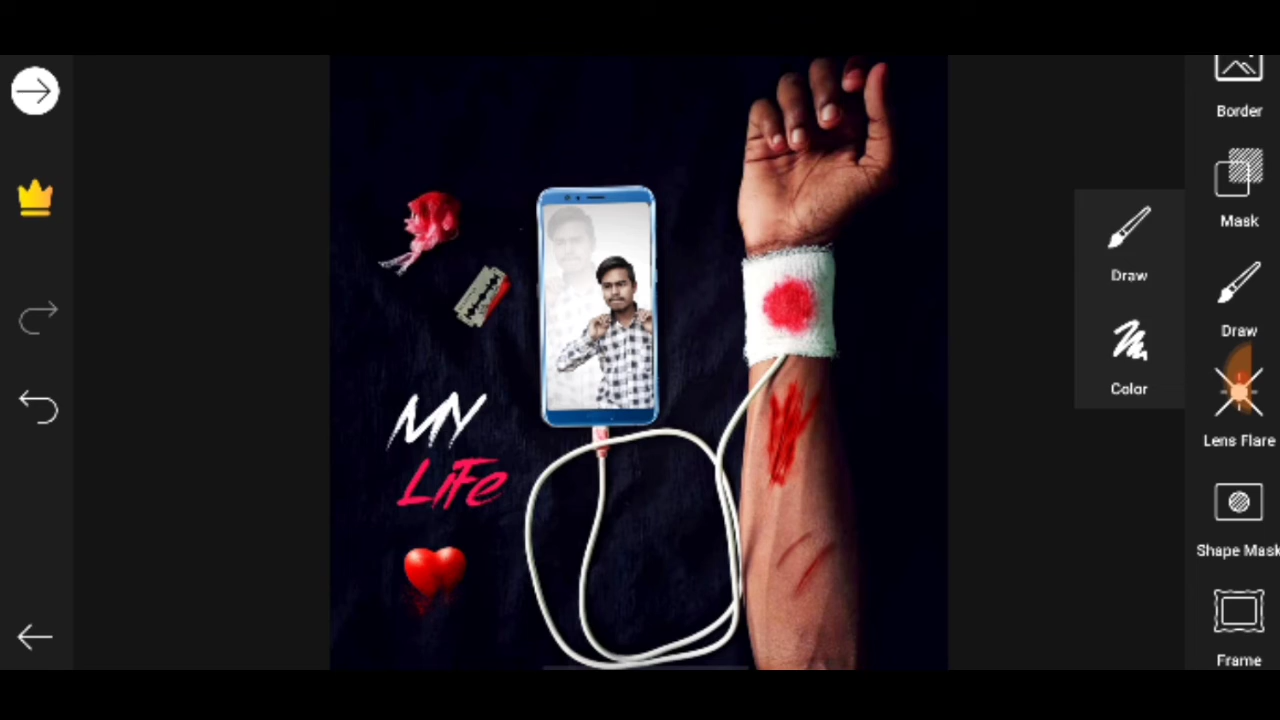 Border
Mask
Draw
Draw
Color
Lens Flare
Shape Mask
Frame
MY
LiFe